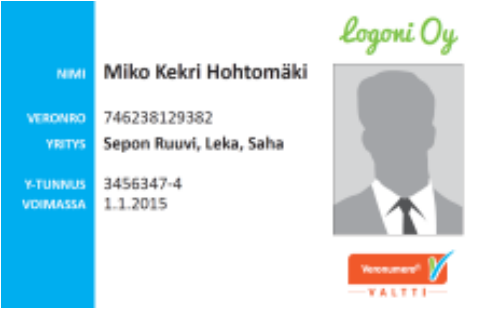 Logoni Oy
NIMI Miko Kekri Hohtomäki
VERONRO 746238129382
YRITYS Sepon Ruuvi, Leka, Saha
Y-TUNNUS 3456347-4
VOIMASSA 1.1.2015
Veronumero®
VALTTI